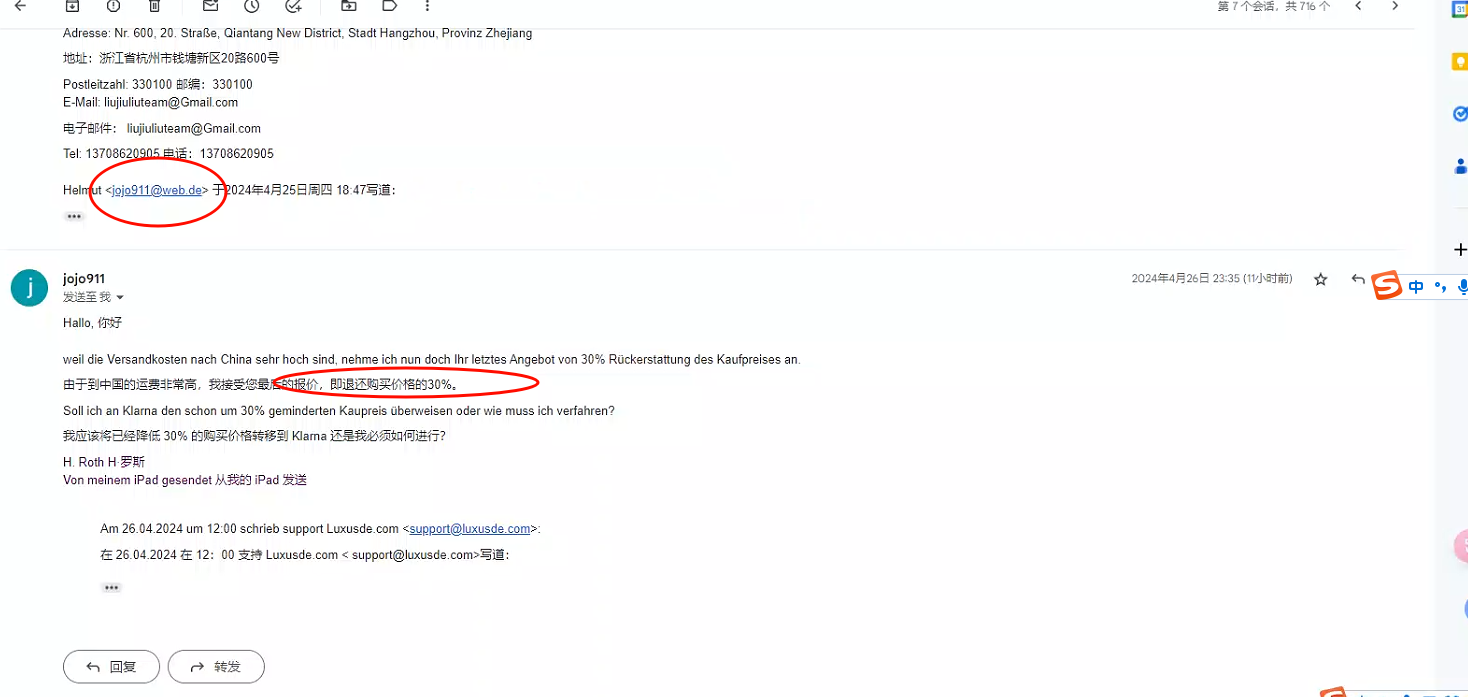 第 7 个会话，共 716 个
31
Adresse: Nr. 600, 20. Straße, Qiantang New District, Stadt Hangzhou, Provinz Zhejiang
地址：浙江省杭州市钱塘新区20路600号
Postleitzahl: 330100 邮编：330100
E-Mail: liujiuliuteam@Gmail.com
电子邮件： liujiuliuteam@Gmail.com
Tel: 13708620905 电话：13708620905
Helmut <jojo911@web.de> 于2024年4月25日周四 18:47写道：
j
jojo911
2024年4月26日 23:35 (11小时前)
S 中
发送至 我
Hallo, 你好
weil die Versandkosten nach China sehr hoch sind, nehme ich nun doch Ihr letztes Angebot von 30% Rückerstattung des Kaufpreises an.
由于到中国的运费非常高，我接受您最后的报价，即退还购买价格的30%。
Soll ich an Klarna den schon um 30% geminderten Kaupreis überweisen oder wie muss ich verfahren?
我应该将已经降低 30% 的购买价格转移到 Klarna 还是我必须如何进行?
H. Roth H·罗斯
Von meinem iPad gesendet 从我的 iPad 发送
Am 26.04.2024 um 12:00 schrieb support Luxusde.com <support@luxusde.com>:
在 26.04.2024 在 12：00 支持 Luxusde.com < support@luxusde.com>写道：
回复
转发